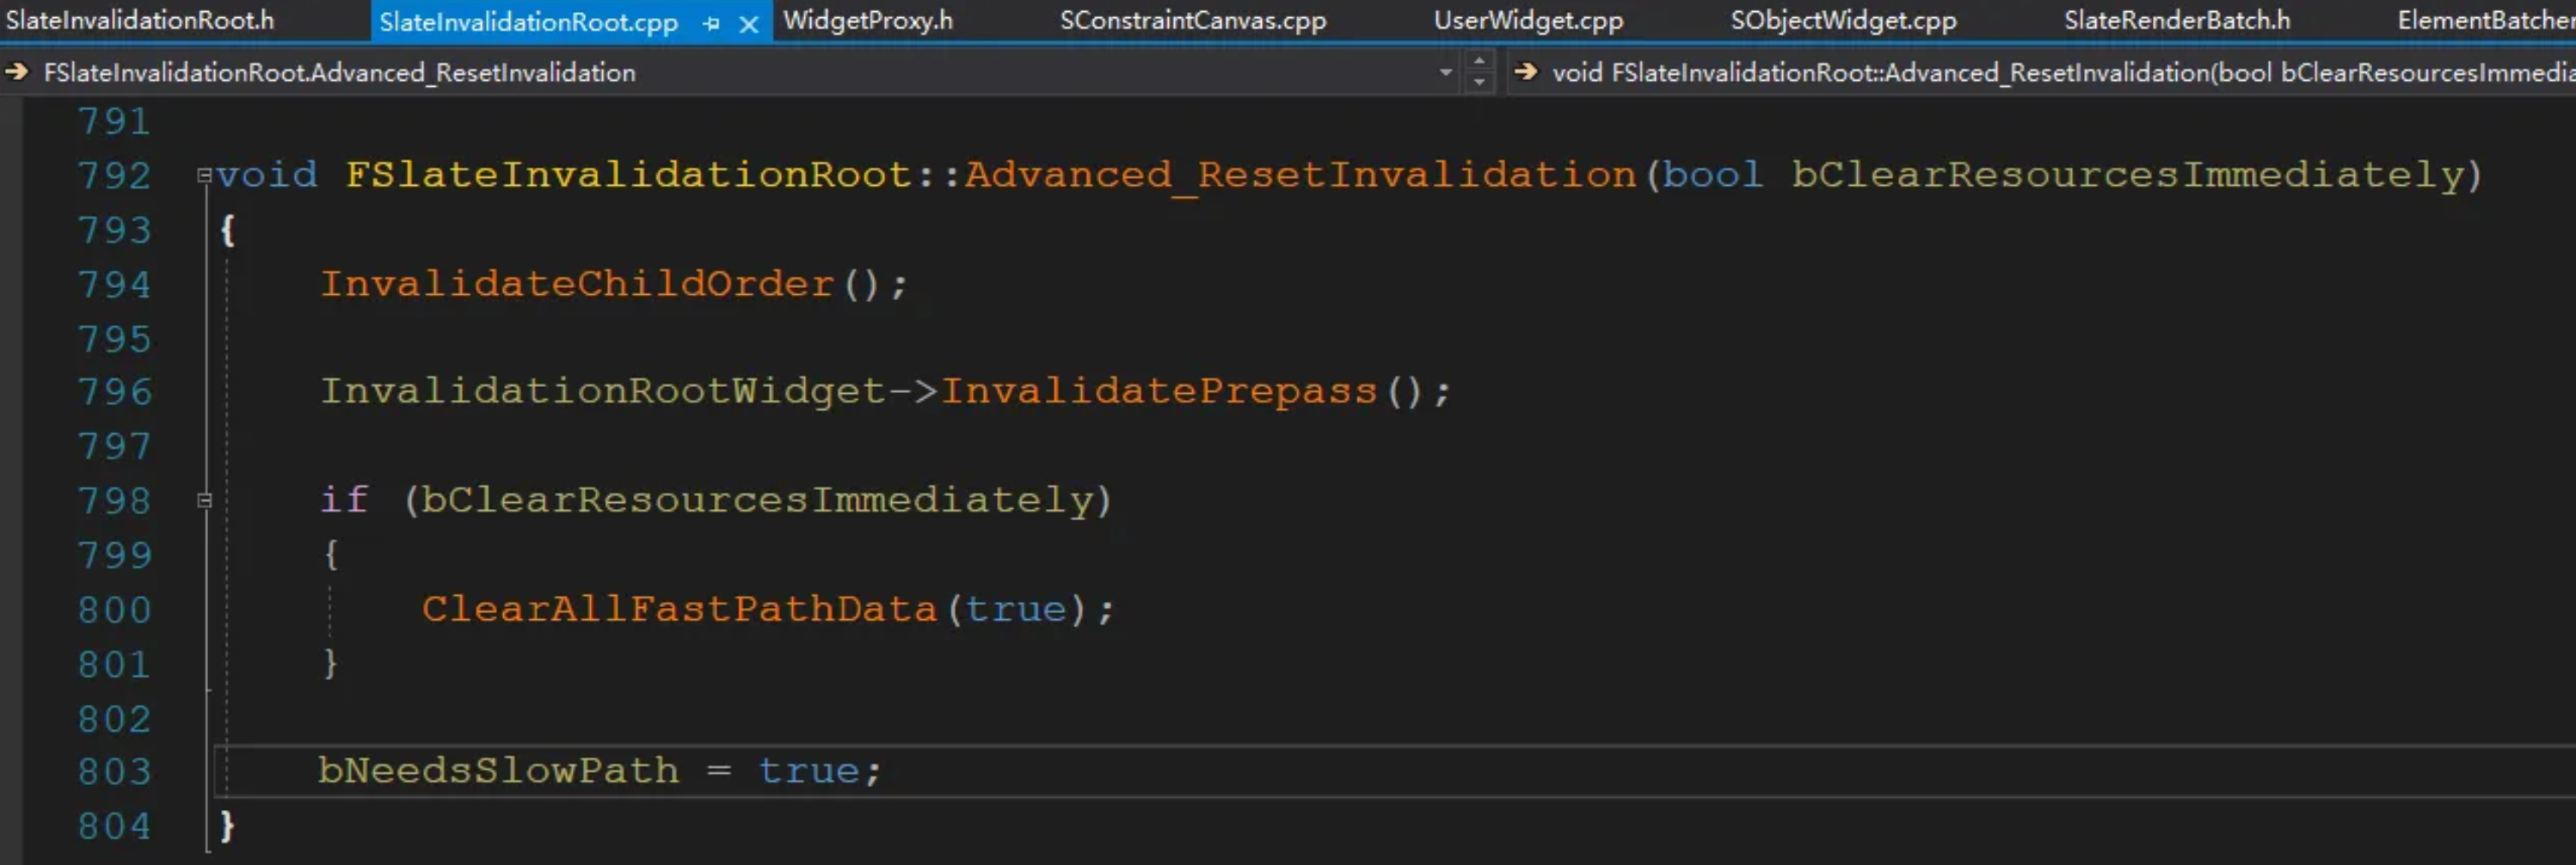 SlateInvalidationRoot.h SlateInvalidationRoot.cpp WidgetProxy.h SConstraintCanvas.cpp UserWidget.cpp SObjectWidget.cpp SlateRenderBatch.h ElementBatcher
FSlateInvalidationRoot.Advanced_ResetInvalidation void FSlateInvalidationRoot::Advanced_ResetInvalidation(bool bClearResourcesImmedia
791
792 void FSlateInvalidationRoot::Advanced_ResetInvalidation(bool bClearResourcesImmediately)
793 {
794 InvalidateChildOrder();
795
796 InvalidationRootWidget->InvalidatePrepass();
797
798 if (bClearResourcesImmediately)
799 {
800 ClearAllFastPathData(true);
801 }
802
803 bNeedsSlowPath = true;
804 }